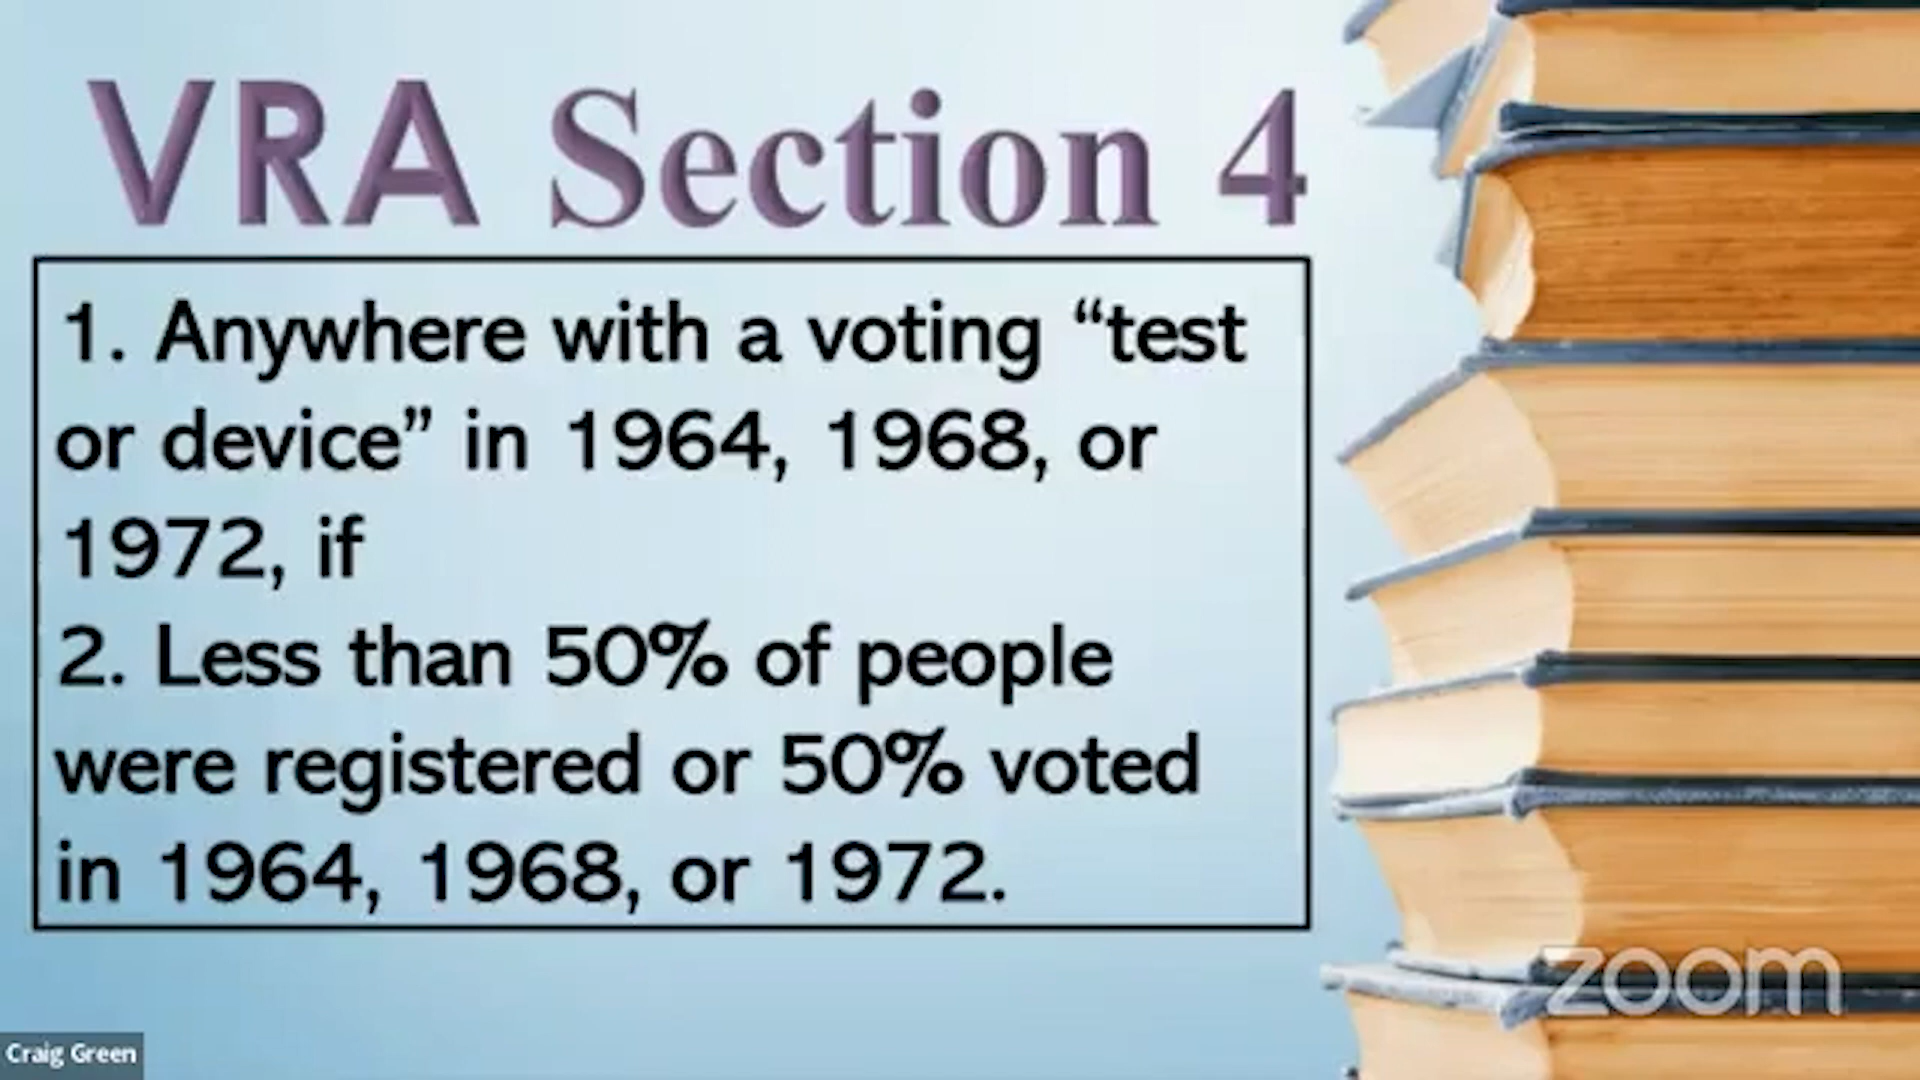 VRA Section 4
1. Anywhere with a voting “test
or device” in 1964, 1968, or
1972, if
2. Less than 50% of people
were registered or 50% voted
in 1964, 1968, or 1972.
zoom
Craig Green